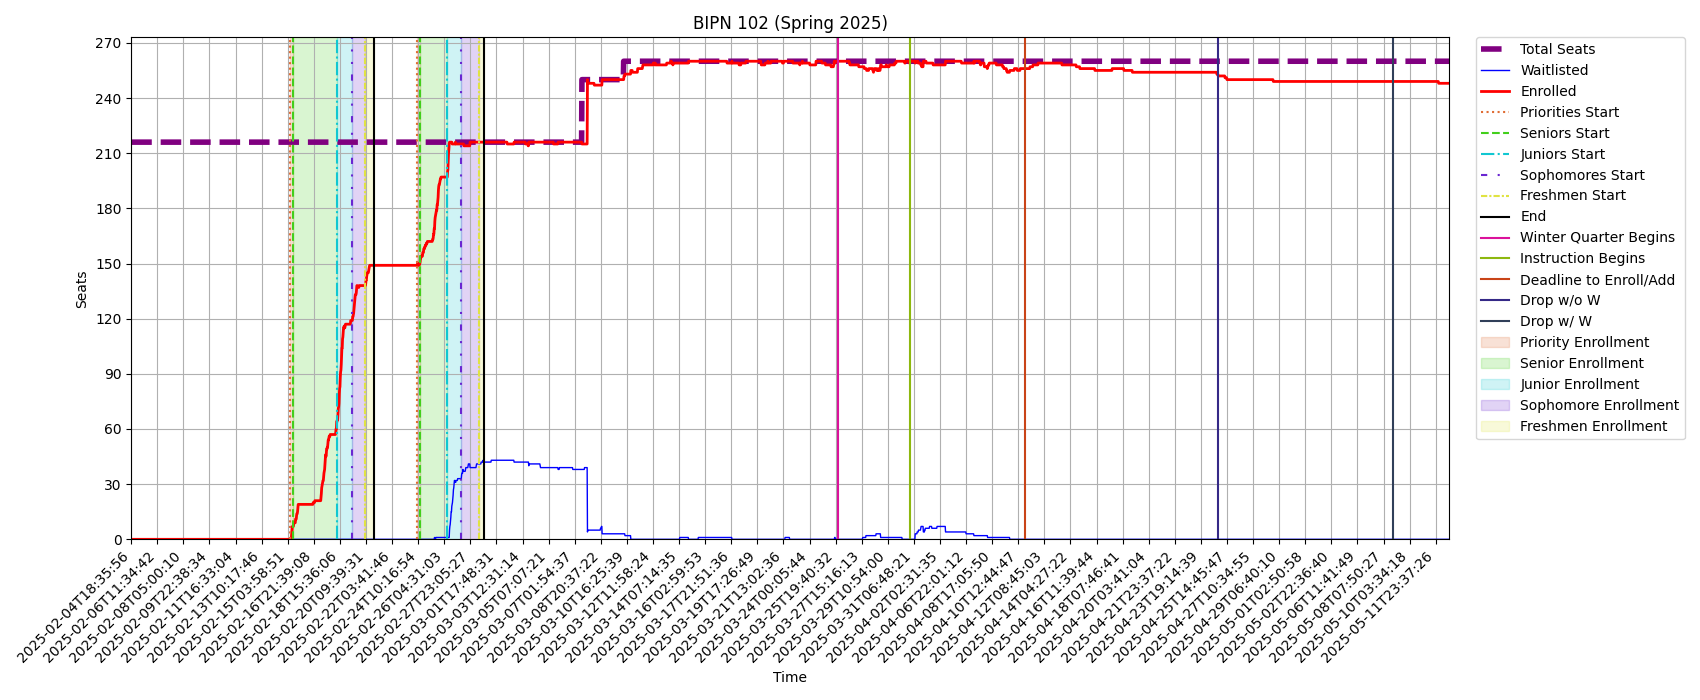 BIPN 102 (Spring 2025)
Seats
270
240
210
180
150
120
90
60
30
0
2025-02-04T18:35:56
2025-02-06T11:34:42
2025-02-08T05:00:10
2025-02-09T22:38:34
2025-02-11T16:33:04
2025-02-13T10:17:46
2025-02-15T03:58:51
2025-02-16T21:39:08
2025-02-18T15:36:06
2025-02-20T09:39:31
2025-02-22T03:41:46
2025-02-24T10:16:54
2025-02-26T04:31:03
2025-02-27T23:05:27
2025-03-01T17:48:31
2025-03-03T12:31:14
2025-03-05T07:07:21
2025-03-07T01:54:37
2025-03-08T20:37:22
2025-03-10T16:25:39
2025-03-12T11:58:24
2025-03-14T07:14:35
2025-03-16T02:59:53
2025-03-17T21:51:36
2025-03-19T17:26:49
2025-03-21T13:02:36
2025-03-24T00:05:44
2025-03-25T19:40:32
2025-03-27T15:16:13
2025-03-29T10:54:00
2025-03-31T06:48:21
2025-04-02T02:31:35
2025-04-06T22:01:12
2025-04-08T17:05:50
2025-04-10T12:44:47
2025-04-12T08:45:03
2025-04-14T04:27:22
2025-04-16T11:39:44
2025-04-18T07:46:41
2025-04-20T03:41:04
2025-04-21T23:37:22
2025-04-23T19:14:39
2025-04-25T14:45:47
2025-04-27T10:34:55
2025-04-29T06:40:10
2025-05-01T02:50:58
2025-05-02T22:36:40
2025-05-06T11:41:49
2025-05-08T07:50:27
2025-05-10T03:34:18
2025-05-11T23:37:26
Time
Total Seats
Waitlisted
Enrolled
Priorities Start
Seniors Start
Juniors Start
Sophomores Start
Freshmen Start
End
Winter Quarter Begins
Instruction Begins
Deadline to Enroll/Add
Drop w/o W
Drop w/ W
Priority Enrollment
Senior Enrollment
Junior Enrollment
Sophomore Enrollment
Freshmen Enrollment